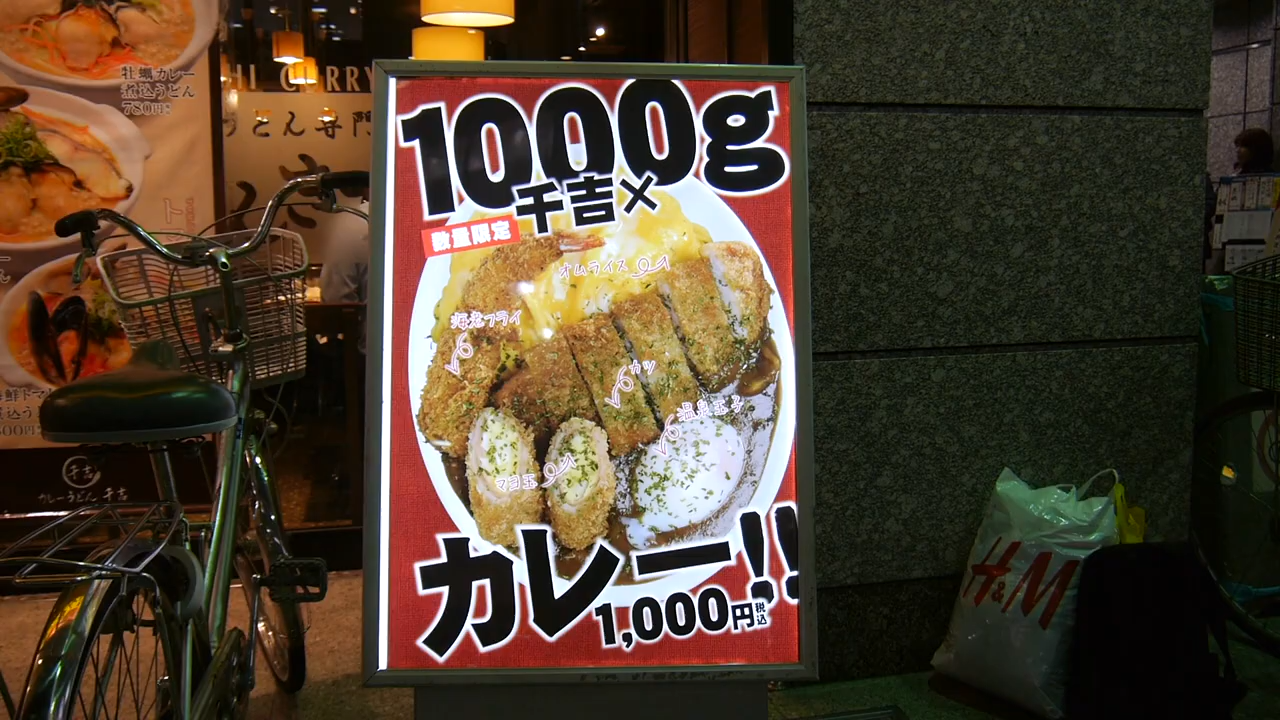 牡蠣カレー
煮込うどん
780円
HI CURRY
うどん専門
千吉
カレーうどん 千吉
1000g
千吉×
数量限定
オムライス
海老フライ
カツ
温泉玉子
マヨ玉
カレー!!
1,000円税込
H&M